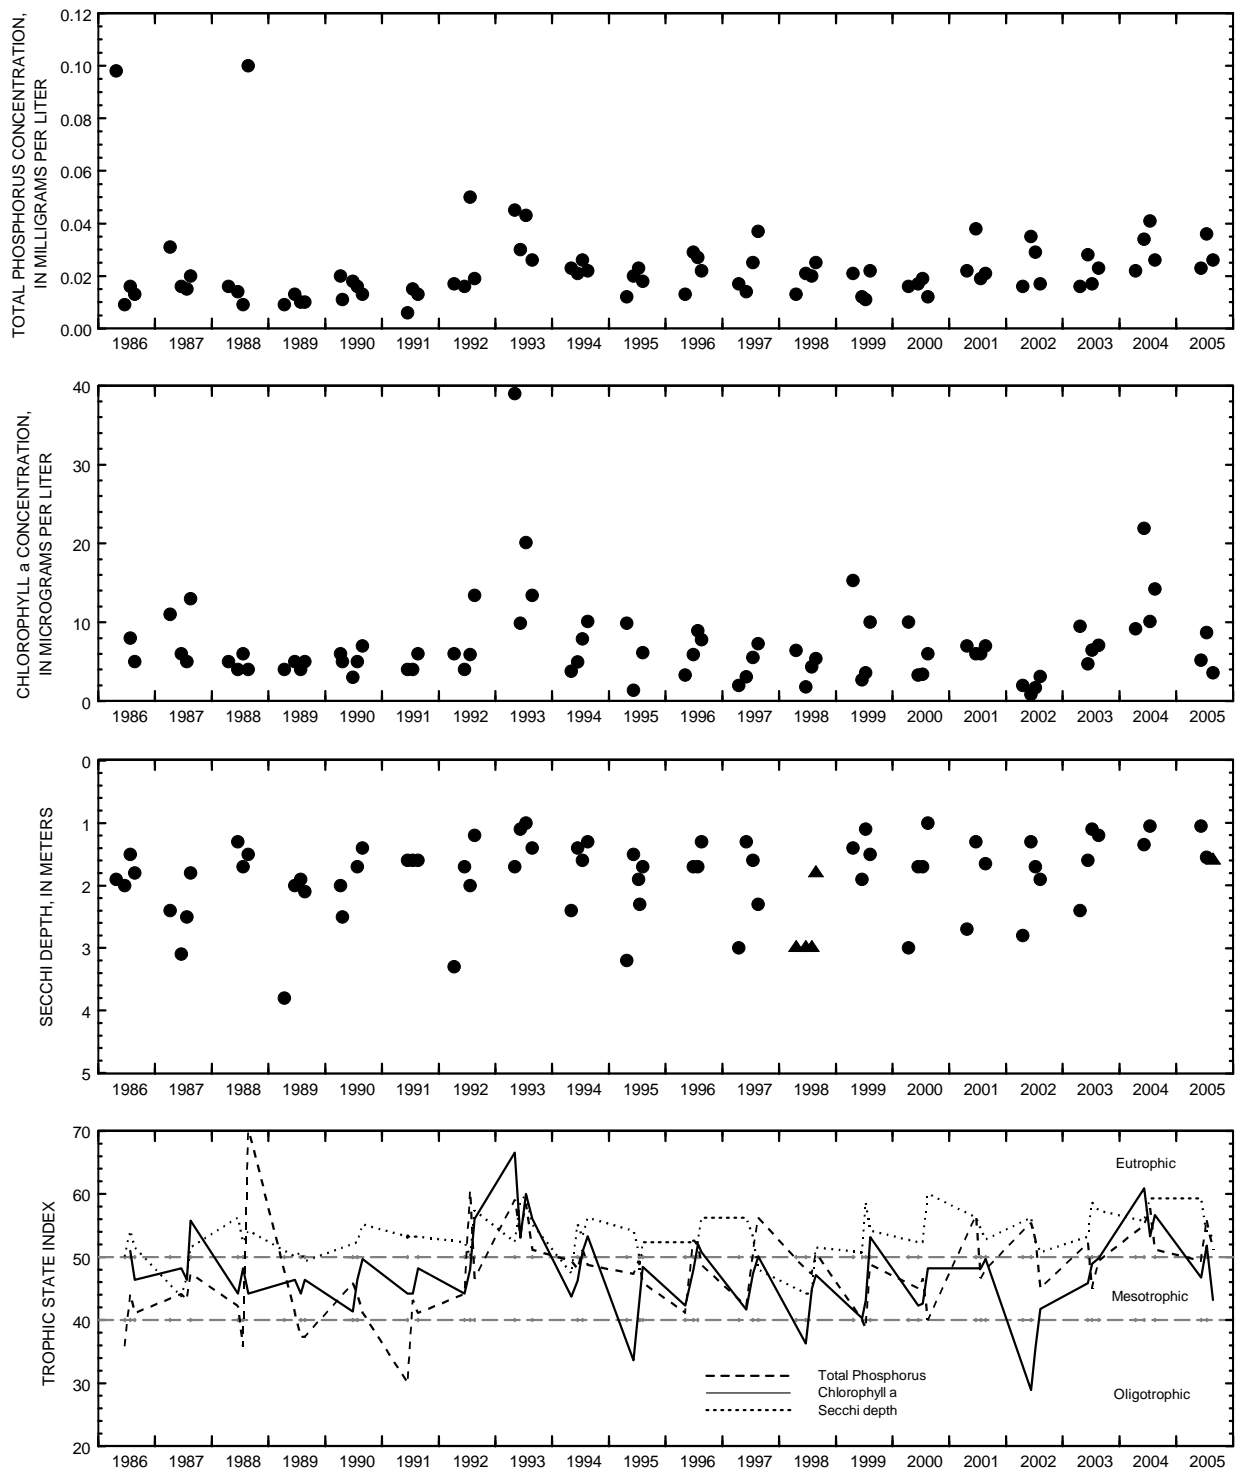 TOTAL PHOSPHORUS CONCENTRATION,
IN MILLIGRAMS PER LITER
0.12
0.10
0.08
0.06
0.04
0.02
0.00
1986 1987 1988 1989 1990 1991 1992 1993 1994 1995 1996 1997 1998 1999 2000 2001 2002 2003 2004 2005
CHLOROPHYLL a CONCENTRATION,
IN MICROGRAMS PER LITER
40
30
20
10
0
1986 1987 1988 1989 1990 1991 1992 1993 1994 1995 1996 1997 1998 1999 2000 2001 2002 2003 2004 2005
SECCHI DEPTH, IN METERS
0
1
2
3
4
5
1986 1987 1988 1989 1990 1991 1992 1993 1994 1995 1996 1997 1998 1999 2000 2001 2002 2003 2004 2005
TROPHIC STATE INDEX
70
60
50
40
30
20
Eutrophic
Mesotrophic
Oligotrophic
Total Phosphorus
Chlorophyll a
Secchi depth
1986 1987 1988 1989 1990 1991 1992 1993 1994 1995 1996 1997 1998 1999 2000 2001 2002 2003 2004 2005